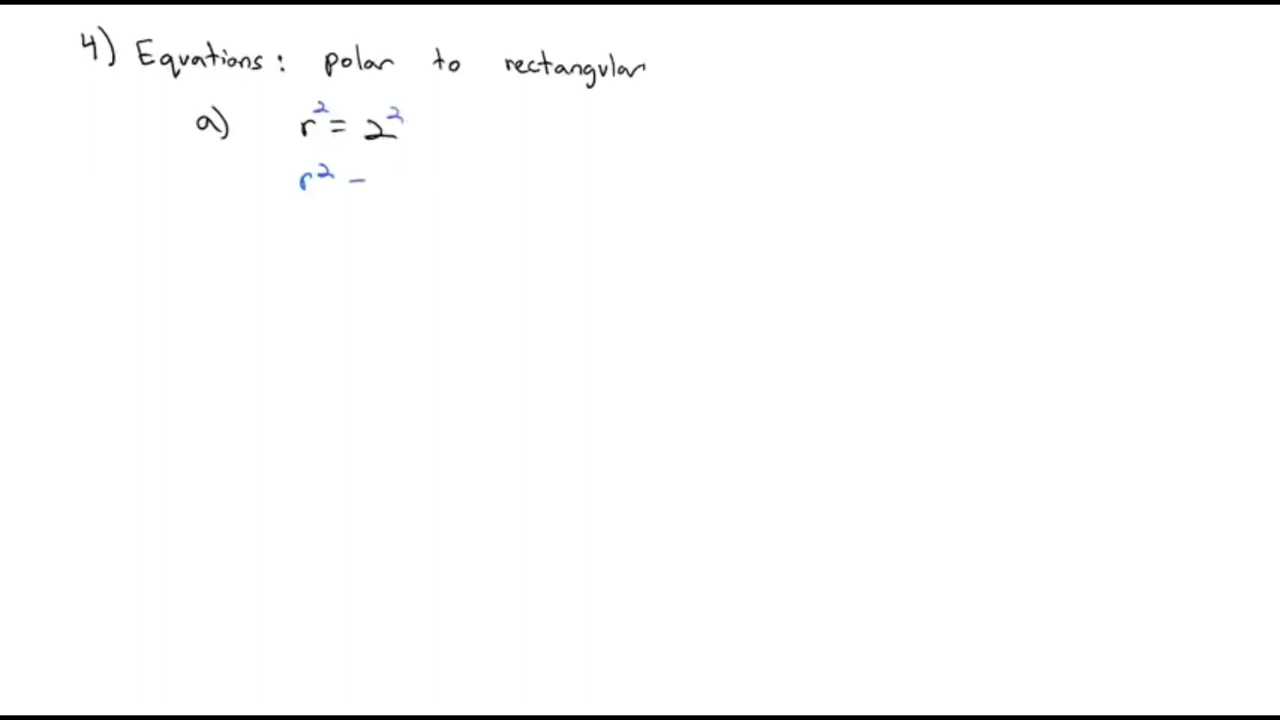 4) Equations: polar to rectangular
a) r² = 2²
r² -